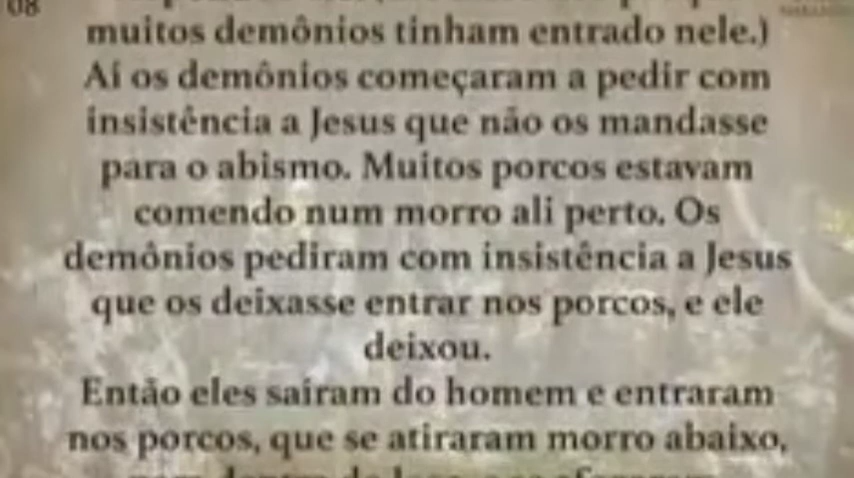 08
muitos demônios tinham entrado nele.)
Aí os demônios começaram a pedir com
insistência a Jesus que não os mandasse
para o abismo. Muitos porcos estavam
comendo num morro ali perto. Os
demônios pediram com insistência a Jesus
que os deixasse entrar nos porcos, e ele
deixou.
Então eles saíram do homem e entraram
nos porcos, que se atiraram morro abaixo,